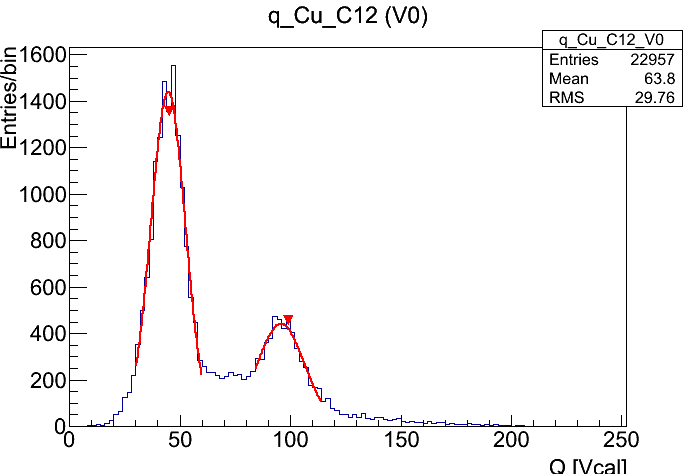 q_Cu_C12 (V0)
q_Cu_C12_V0
Entries 22957
Mean 63.8
RMS 29.76
Entries/bin
1600
1400
1200
1000
800
600
400
200
0
0 50 100 150 200 250
Q [Vcal]